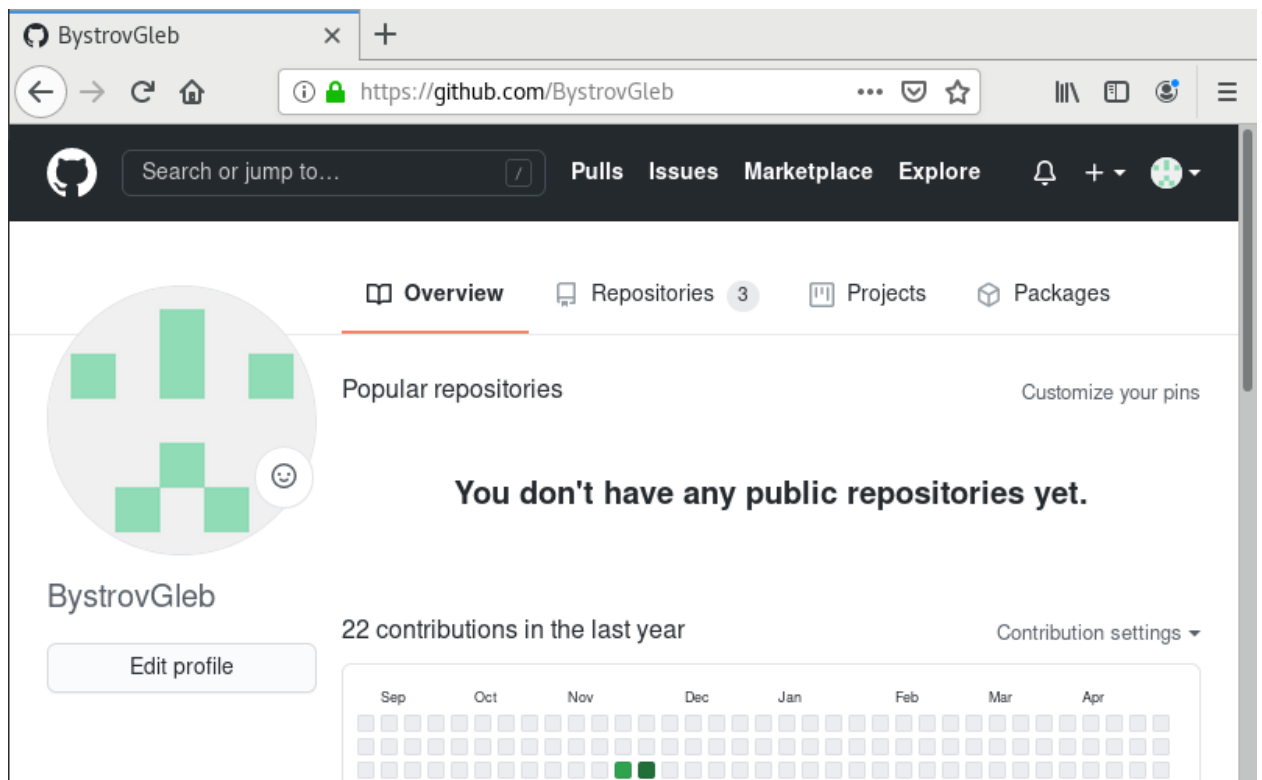 BystrovGleb
https://github.com/BystrovGleb
Search or jump to... / Pulls Issues Marketplace Explore
Overview Repositories 3 Projects Packages
Popular repositories Customize your pins
You don't have any public repositories yet.
BystrovGleb
Edit profile
22 contributions in the last year Contribution settings
Sep Oct Nov Dec Jan Feb Mar Apr